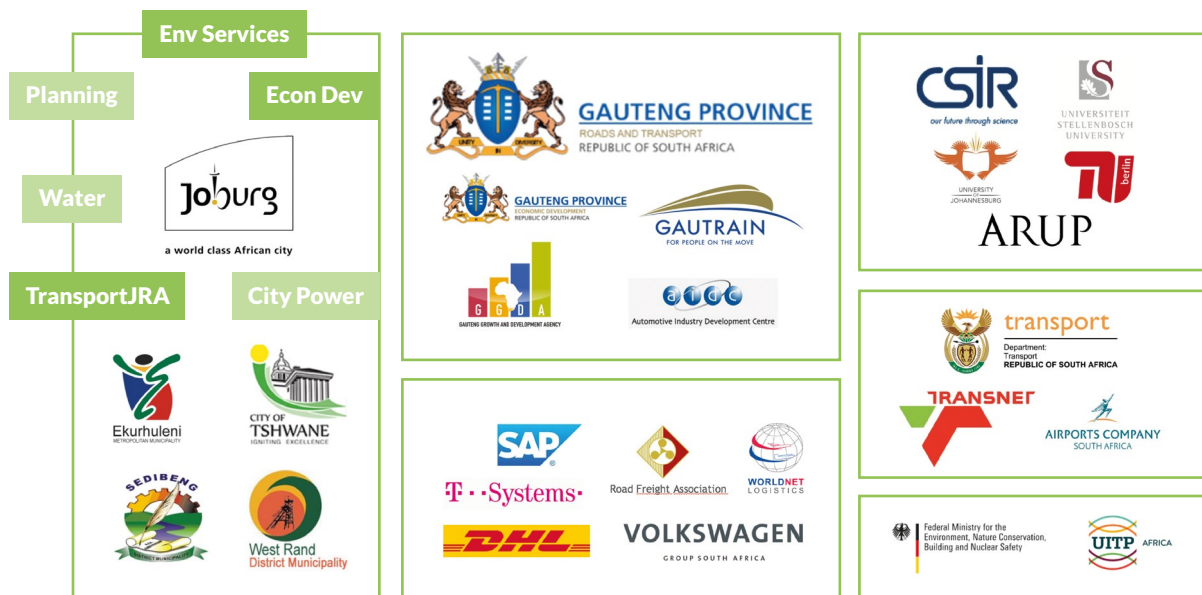 Env Services
Planning
Econ Dev
Joburg
a world class African city
Water
TransportJRA
City Power
Ekurhuleni
METROPOLITAN MUNICIPALITY
CITY OF
TSHWANE
IGNITING EXCELLENCE
SEDIBENG
DISTRICT MUNICIPALITY
West Rand
District Municipality
UNITY IN DIVERSITY
GAUTENG PROVINCE
ROADS AND TRANSPORT
REPUBLIC OF SOUTH AFRICA
GAUTENG PROVINCE
ECONOMIC DEVELOPMENT
REPUBLIC OF SOUTH AFRICA
GAUTRAIN
FOR PEOPLE ON THE MOVE
G G D A
GAUTENG GROWTH AND DEVELOPMENT AGENCY
aidc
Automotive Industry Development Centre
SAP
T··Systems·
Road Freight Association
WORLDNET
LOGISTICS
DHL
VOLKSWAGEN
GROUP SOUTH AFRICA
CSIR
our future through science
S
UNIVERSITEIT
STELLENBOSCH
UNIVERSITY
UNIVERSITY
OF
JOHANNESBURG
TU
berlin
ARUP
transport
Department:
Transport
REPUBLIC OF SOUTH AFRICA
TRANSNET
AIRPORTS COMPANY
SOUTH AFRICA
Federal Ministry for the
Environment, Nature Conservation,
Building and Nuclear Safety
UITP
AFRICA